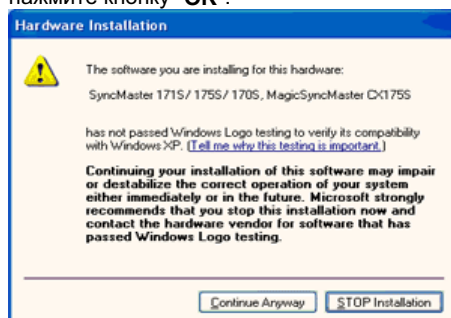 нажмите кнопку "OK".
Hardware Installation
The software you are installing for this hardware:
SyncMaster 171S/ 175S/ 170S, MagicSyncMaster CX175S
has not passed Windows Logo testing to verify its compatibility
with Windows XP. (Tell me why this testing is important.)
Continuing your installation of this software may impair
or destabilize the correct operation of your system
either immediately or in the future. Microsoft strongly
recommends that you stop this installation now and
contact the hardware vendor for software that has
passed Windows Logo testing.
Continue Anyway STOP Installation